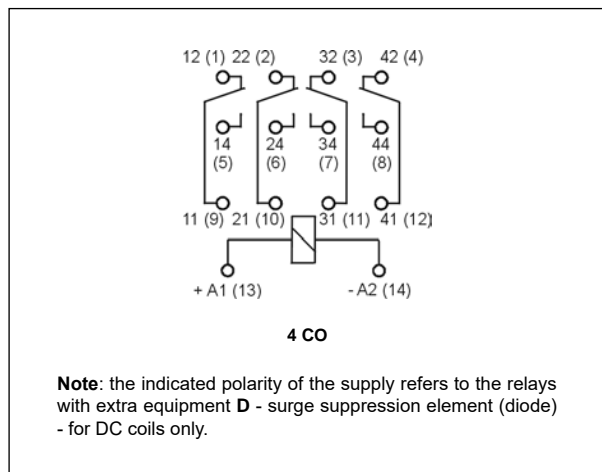 12 (1) 22 (2) 32 (3) 42 (4)
14 24 34 44
(5) (6) (7) (8)
11 (9) 21 (10) 31 (11) 41 (12)
+ A1 (13) - A2 (14)
4 CO
Note: the indicated polarity of the supply refers to the relays
with extra equipment D - surge suppression element (diode)
- for DC coils only.